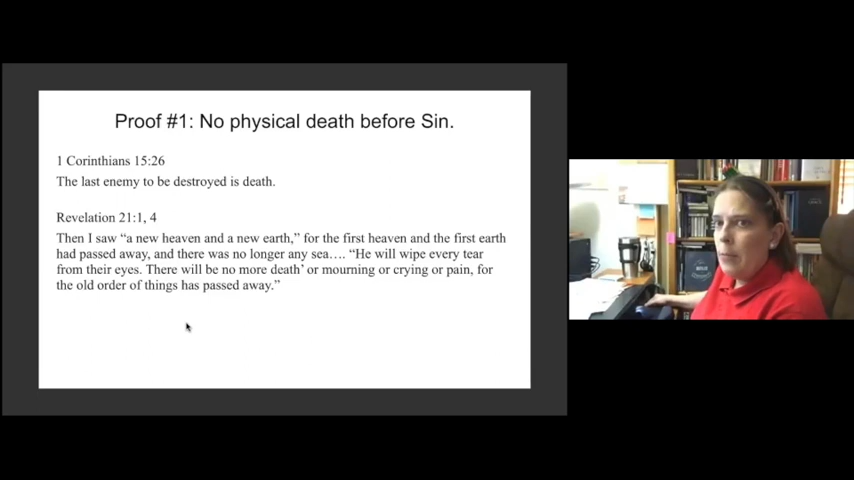 Proof #1: No physical death before Sin.
1 Corinthians 15:26
The last enemy to be destroyed is death.
Revelation 21:1, 4
Then I saw “a new heaven and a new earth,” for the first heaven and the first earth
had passed away, and there was no longer any sea…. “He will wipe every tear
from their eyes. There will be no more death’ or mourning or crying or pain, for
the old order of things has passed away.”